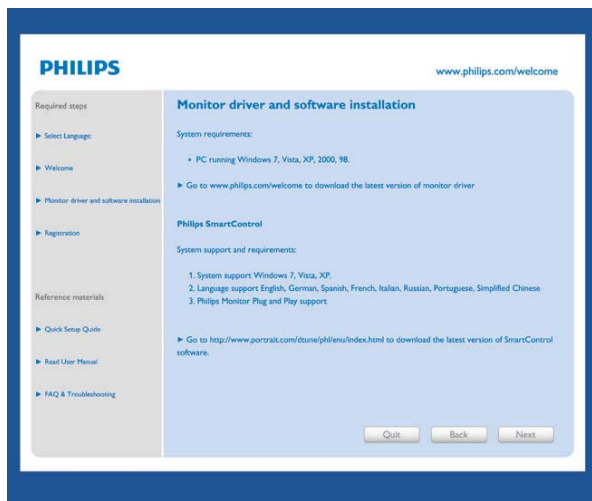 PHILIPS
www.philips.com/welcome
Required steps
▶ Select Language:
▶ Welcome
▶ Monitor driver and software installation
▶ Registration
Reference materials
▶ Quick Setup Guide
▶ Read User Manual
▶ FAQ & Troubleshooting
Monitor driver and software installation
System requirements:
• PC running Windows 7, Vista, XP, 2000, 98.
▶ Go to www.philips.com/welcome to download the latest version of monitor driver
Philips SmartControl
System support and requirements:
1. System support Windows 7, Vista, XP.
2. Language support English, German, Spanish, French, Italian, Russian, Portuguese, Simplified Chinese
3. Philips Monitor Plug and Play support
▶ Go to http://www.portrait.com/dtune/phl/enu/index.html to download the latest version of SmartControl
software.
Quit
Back
Next